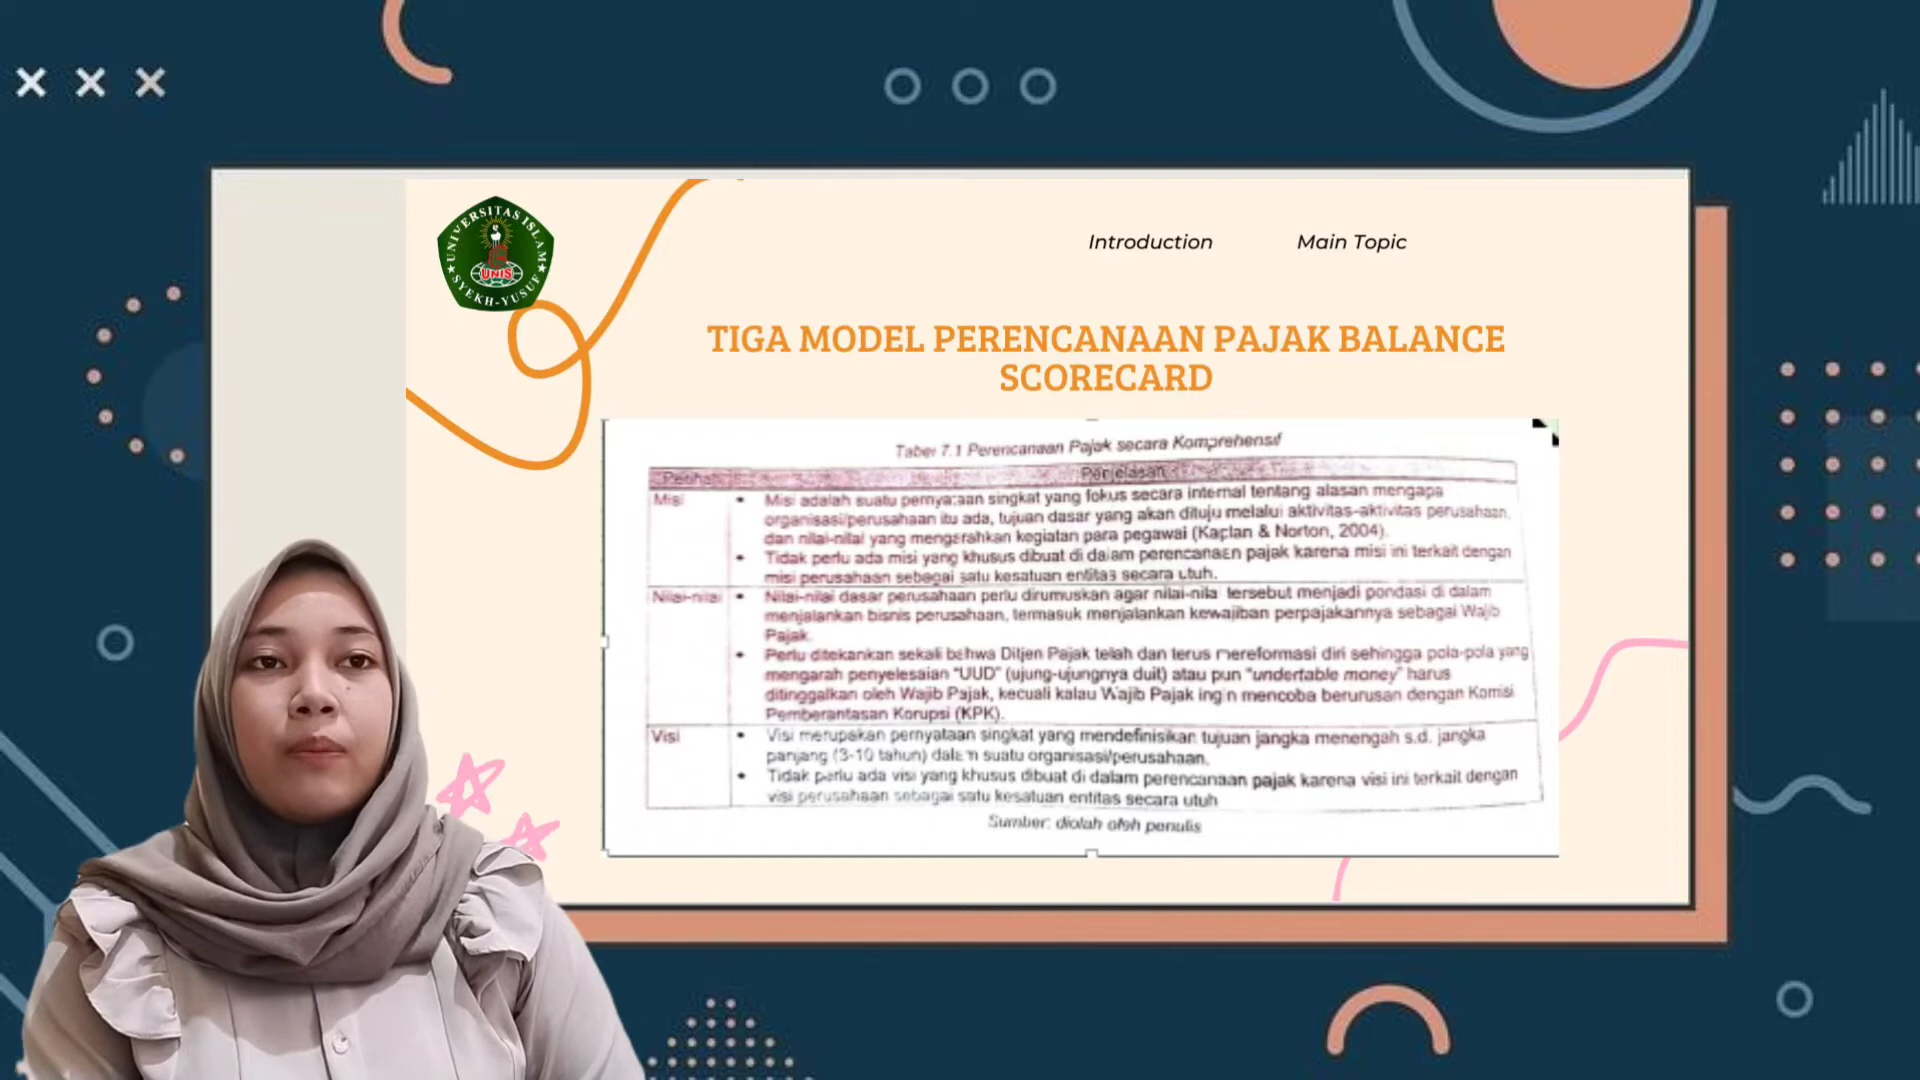 UNIVERSITAS ISLAM
UNIS
SYEKH-YUSUF
Introduction
Main Topic
TIGA MODEL PERENCANAAN PAJAK BALANCE
SCORECARD
Tabel 7.1 Perencanaan Pajak secara Komprehensif
Penjelasan
Misi
• Misi adalah suatu pernyataan singkat yang fokus secara internal tentang alasan mengapa
organisasi/perusahaan itu ada, tujuan dasar yang akan dituju melalui aktivitas-aktivitas perusahaan,
dan nilai-nilai yang mengarahkan kegiatan para pegawai (Kaplan & Norton, 2004).
• Tidak perlu ada misi yang khusus dibuat di dalam perencanaan pajak karena misi ini terkait dengan
misi perusahaan sebagai satu kesatuan entitas secara utuh.
Nilai-nilai
• Nilai-nilai dasar perusahaan perlu dirumuskan agar nilai-nilai tersebut menjadi pondasi di dalam
menjalankan bisnis perusahaan, termasuk menjalankan kewajiban perpajakannya sebagai Wajib
Pajak.
• Perlu ditekankan sekali bahwa Ditjen Pajak telah dan terus mereformasi diri sehingga pola-pola yang
mengarah penyelesaian "UUD" (ujung-ujungnya duit) atau pun "undertable money" harus
ditinggalkan oleh Wajib Pajak, kecuali kalau Wajib Pajak ingin mencoba berurusan dengan Komisi
Pemberantasan Korupsi (KPK).
Visi
• Visi merupakan pernyataan singkat yang mendefinisikan tujuan jangka menengah s.d. jangka
panjang (3-10 tahun) dalam suatu organisasi/perusahaan.
• Tidak perlu ada visi yang khusus dibuat di dalam perencanaan pajak karena visi ini terkait dengan
visi perusahaan sebagai satu kesatuan entitas secara utuh
Sumber: diolah oleh penulis